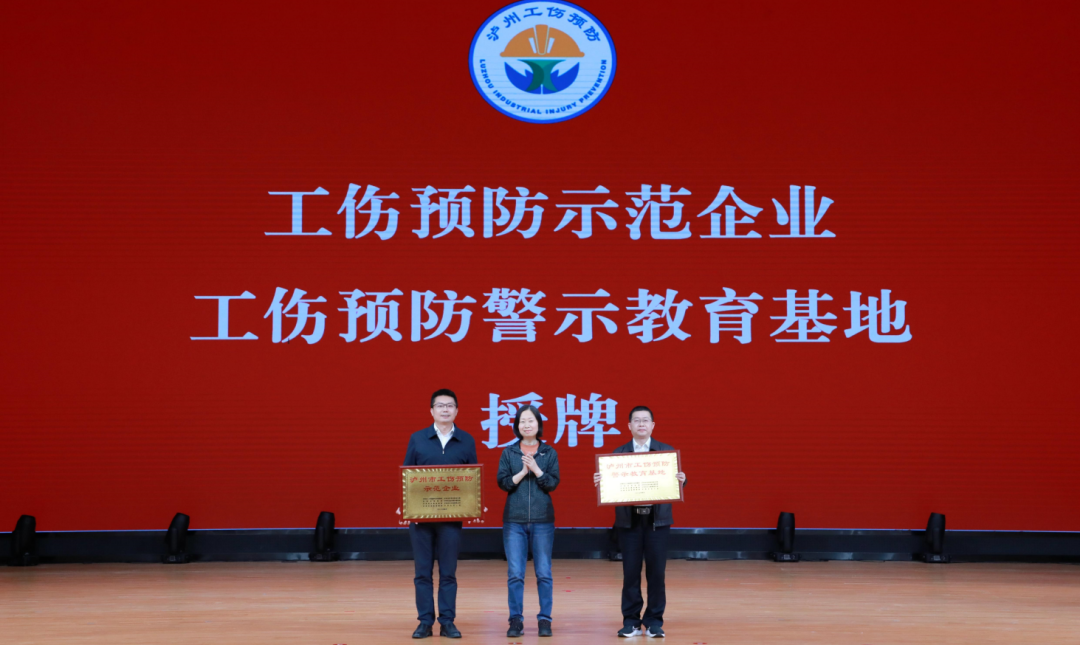 泸州工伤预防
LUZHOU INDUSTRIAL INJURY PREVENTION
工伤预防示范企业
工伤预防警示教育基地
授牌
泸州市工伤预防
示范企业
泸州市工伤预防
警示教育基地